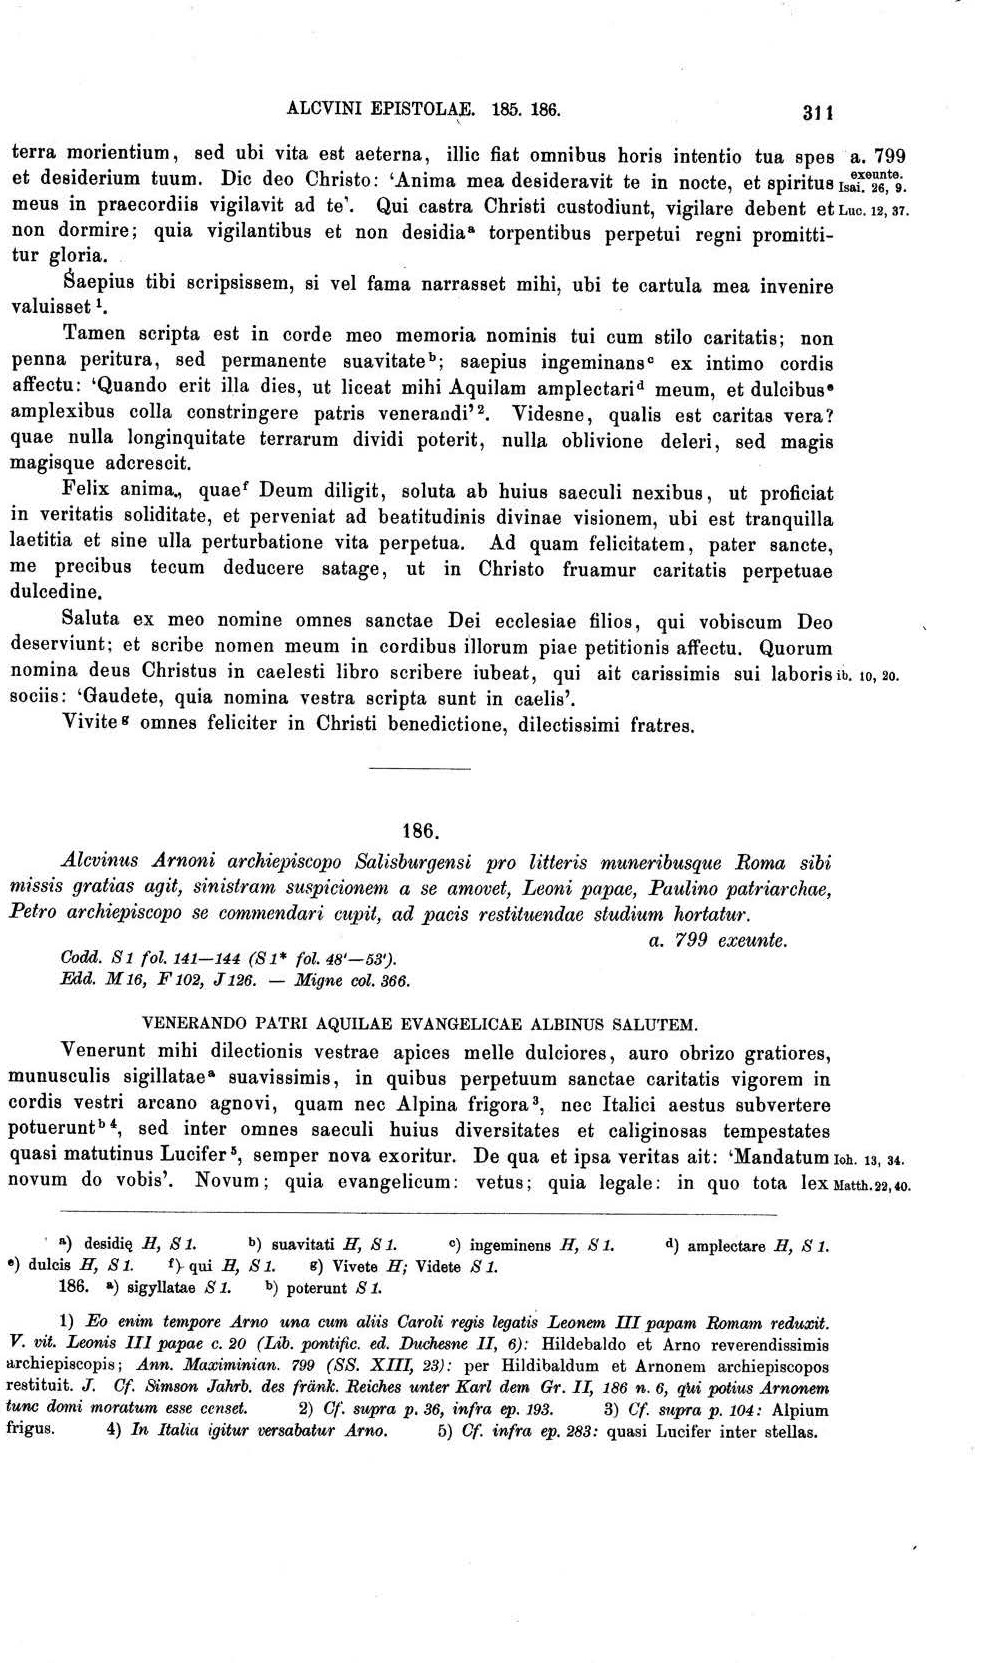 ALCVINI EPISTOLAE. 185. 186. 311
terra morientium, sed ubi vita est aeterna, illic fiat omnibus horis intentio tua spes a. 799
et desiderium tuum. Dic deo Christo: ‘Anima mea desideravit te in nocte, et spiritus exeunte. Isai. 26, 9.
meus in praecordiis vigilavit ad te’. Qui castra Christi custodiunt, vigilare debent et Luc. 12, 37.
non dormire; quia vigilantibus et non desidiaᵃ torpentibus perpetui regni promitti-
tur gloria.
Saepius tibi scripsissem, si vel fama narrasset mihi, ubi te cartula mea invenire
valuisset ¹.
Tamen scripta est in corde meo memoria nominis tui cum stilo caritatis; non
penna peritura, sed permanente suavitateᵇ; saepius ingeminansᶜ ex intimo cordis
affectu: ‘Quando erit illa dies, ut liceat mihi Aquilam amplectariᵈ meum, et dulcibusᵉ
amplexibus colla constringere patris venerandi’². Videsne, qualis est caritas vera?
quae nulla longinquitate terrarum dividi poterit, nulla oblivione deleri, sed magis
magisque adcrescit.
Felix anima, quaeᶠ Deum diligit, soluta ab huius saeculi nexibus, ut proficiat
in veritatis soliditate, et perveniat ad beatitudinis divinae visionem, ubi est tranquilla
laetitia et sine ulla perturbatione vita perpetua. Ad quam felicitatem, pater sancte,
me precibus tecum deducere satage, ut in Christo fruamur caritatis perpetuae
dulcedine.
Saluta ex meo nomine omnes sanctae Dei ecclesiae filios, qui vobiscum Deo
deserviunt; et scribe nomen meum in cordibus illorum piae petitionis affectu. Quorum
nomina deus Christus in caelesti libro scribere iubeat, qui ait carissimis sui laboris ib. 10, 20.
sociis: ‘Gaudete, quia nomina vestra scripta sunt in caelis’.
Viviteᵍ omnes feliciter in Christi benedictione, dilectissimi fratres.
186.
Alcvinus Arnoni archiepiscopo Salisburgensi pro litteris muneribusque Roma sibi
missis gratias agit, sinistram suspicionem a se amovet, Leoni papae, Paulino patriarchae,
Petro archiepiscopo se commendari cupit, ad pacis restituendae studium hortatur.
a. 799 exeunte.
Codd. S 1 fol. 141—144 (S 1* fol. 48'—53').
Edd. M 16, F 102, J 126. — Migne col. 366.
VENERANDO PATRI AQUILAE EVANGELICAE ALBINUS SALUTEM.
Venerunt mihi dilectionis vestrae apices melle dulciores, auro obrizo gratiores,
munusculis sigillataeᵃ suavissimis, in quibus perpetuum sanctae caritatis vigorem in
cordis vestri arcano agnovi, quam nec Alpina frigora³, nec Italici aestus subvertere
potueruntᵇ ⁴, sed inter omnes saeculi huius diversitates et caliginosas tempestates
quasi matutinus Lucifer⁵, semper nova exoritur. De qua et ipsa veritas ait: ‘Mandatum Ioh. 13, 34.
novum do vobis’. Novum; quia evangelicum: vetus; quia legale: in quo tota lex Matth. 22, 40.
ᵃ) desidię H, S 1. ᵇ) suavitati H, S 1. ᶜ) ingeminens H, S 1. ᵈ) amplectare H, S 1.
ᵉ) dulcis H, S 1. ᶠ) qui H, S 1. ᵍ) Vivete H; Videte S 1.
186. ᵃ) sigyllatae S 1. ᵇ) poterunt S 1.
1) Eo enim tempore Arno una cum aliis Caroli regis legatis Leonem III papam Romam reduxit.
V. vit. Leonis III papae c. 20 (Lib. pontific. ed. Duchesne II, 6): Hildebaldo et Arno reverendissimis
archiepiscopis; Ann. Maximinian. 799 (SS. XIII, 23): per Hildibaldum et Arnonem archiepiscopos
restituit. J. Cf. Simson Jahrb. des fränk. Reiches unter Karl dem Gr. II, 186 n. 6, qui potius Arnonem
tunc domi moratum esse censet. 2) Cf. supra p. 36, infra ep. 193. 3) Cf. supra p. 104: Alpium
frigus. 4) In Italia igitur versabatur Arno. 5) Cf. infra ep. 283: quasi Lucifer inter stellas.